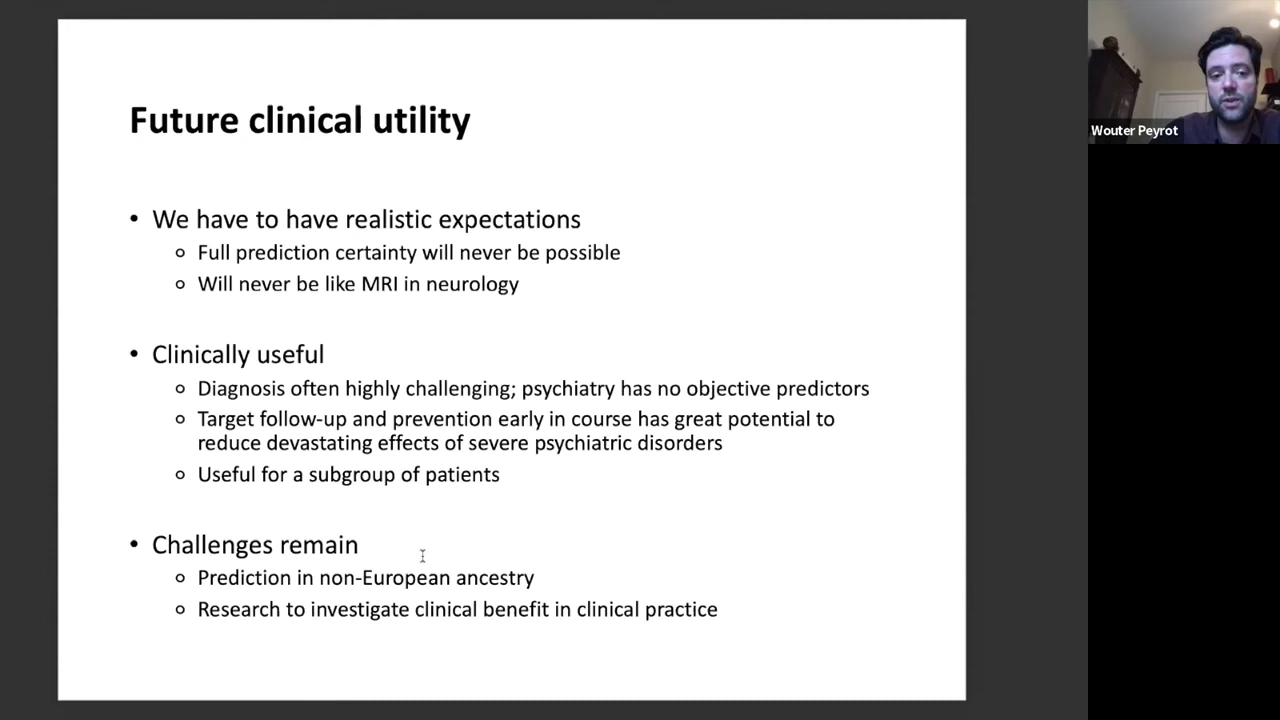 Future clinical utility
• We have to have realistic expectations
o Full prediction certainty will never be possible
o Will never be like MRI in neurology
• Clinically useful
o Diagnosis often highly challenging; psychiatry has no objective predictors
o Target follow-up and prevention early in course has great potential to
reduce devastating effects of severe psychiatric disorders
o Useful for a subgroup of patients
• Challenges remain
o Prediction in non-European ancestry
o Research to investigate clinical benefit in clinical practice
Wouter Peyrot